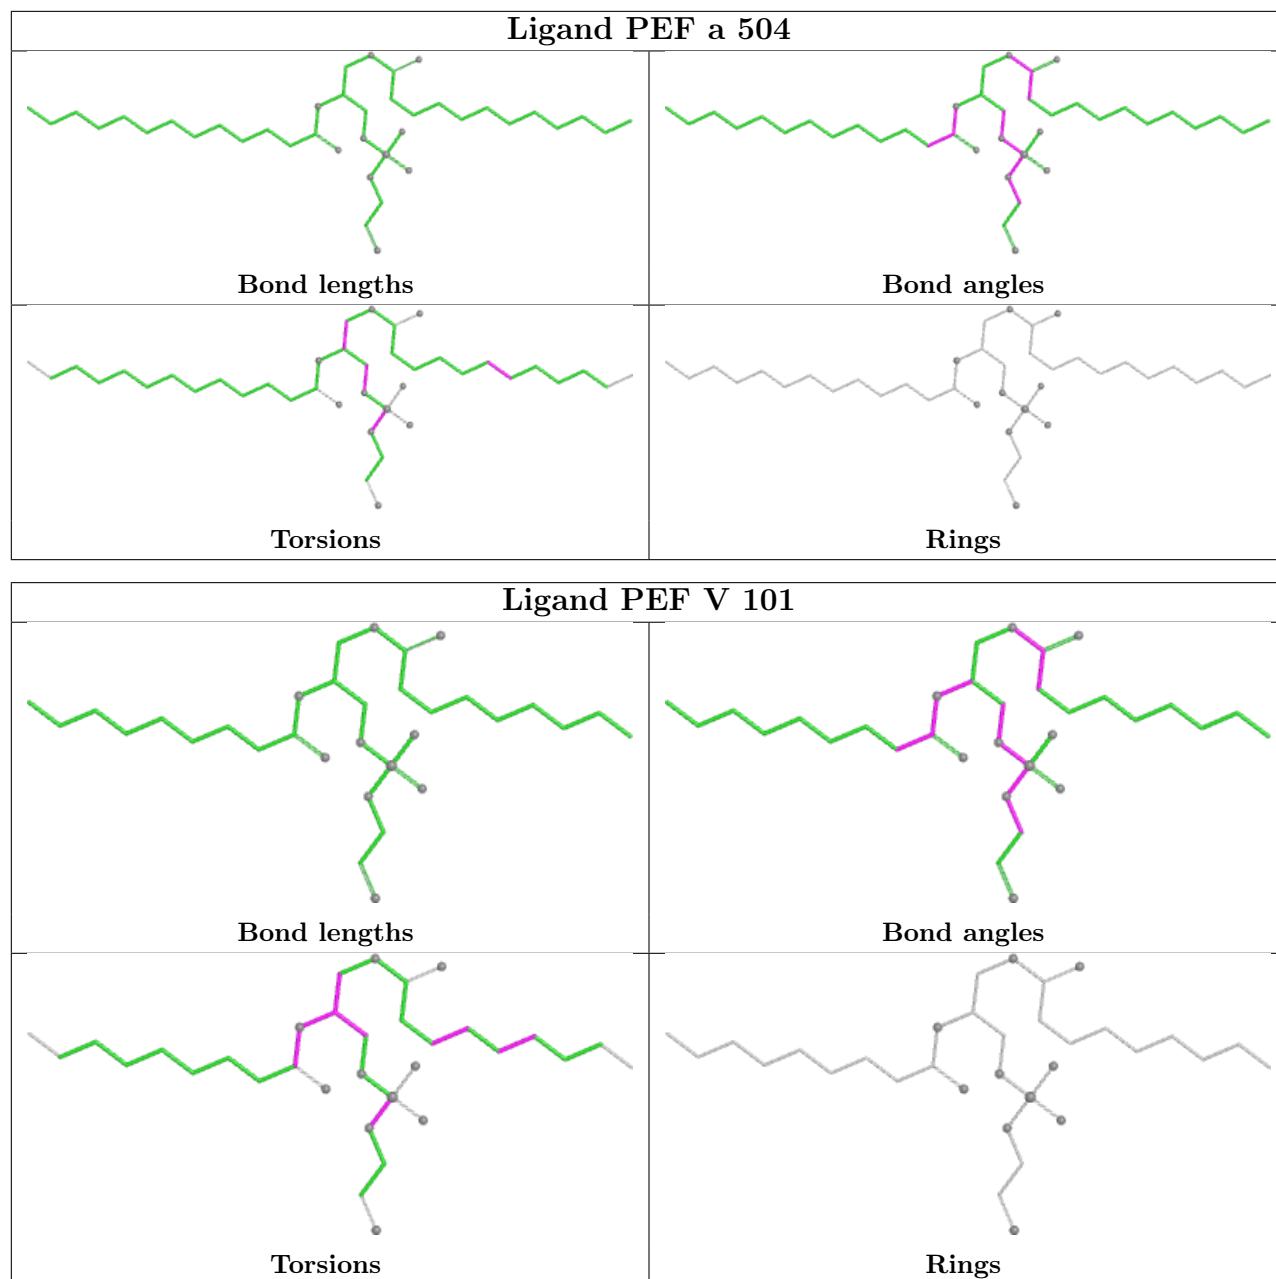 Ligand PEF a 504
Bond lengths
Bond angles
Torsions
Rings
Ligand PEF V 101
Bond lengths
Bond angles
Torsions
Rings